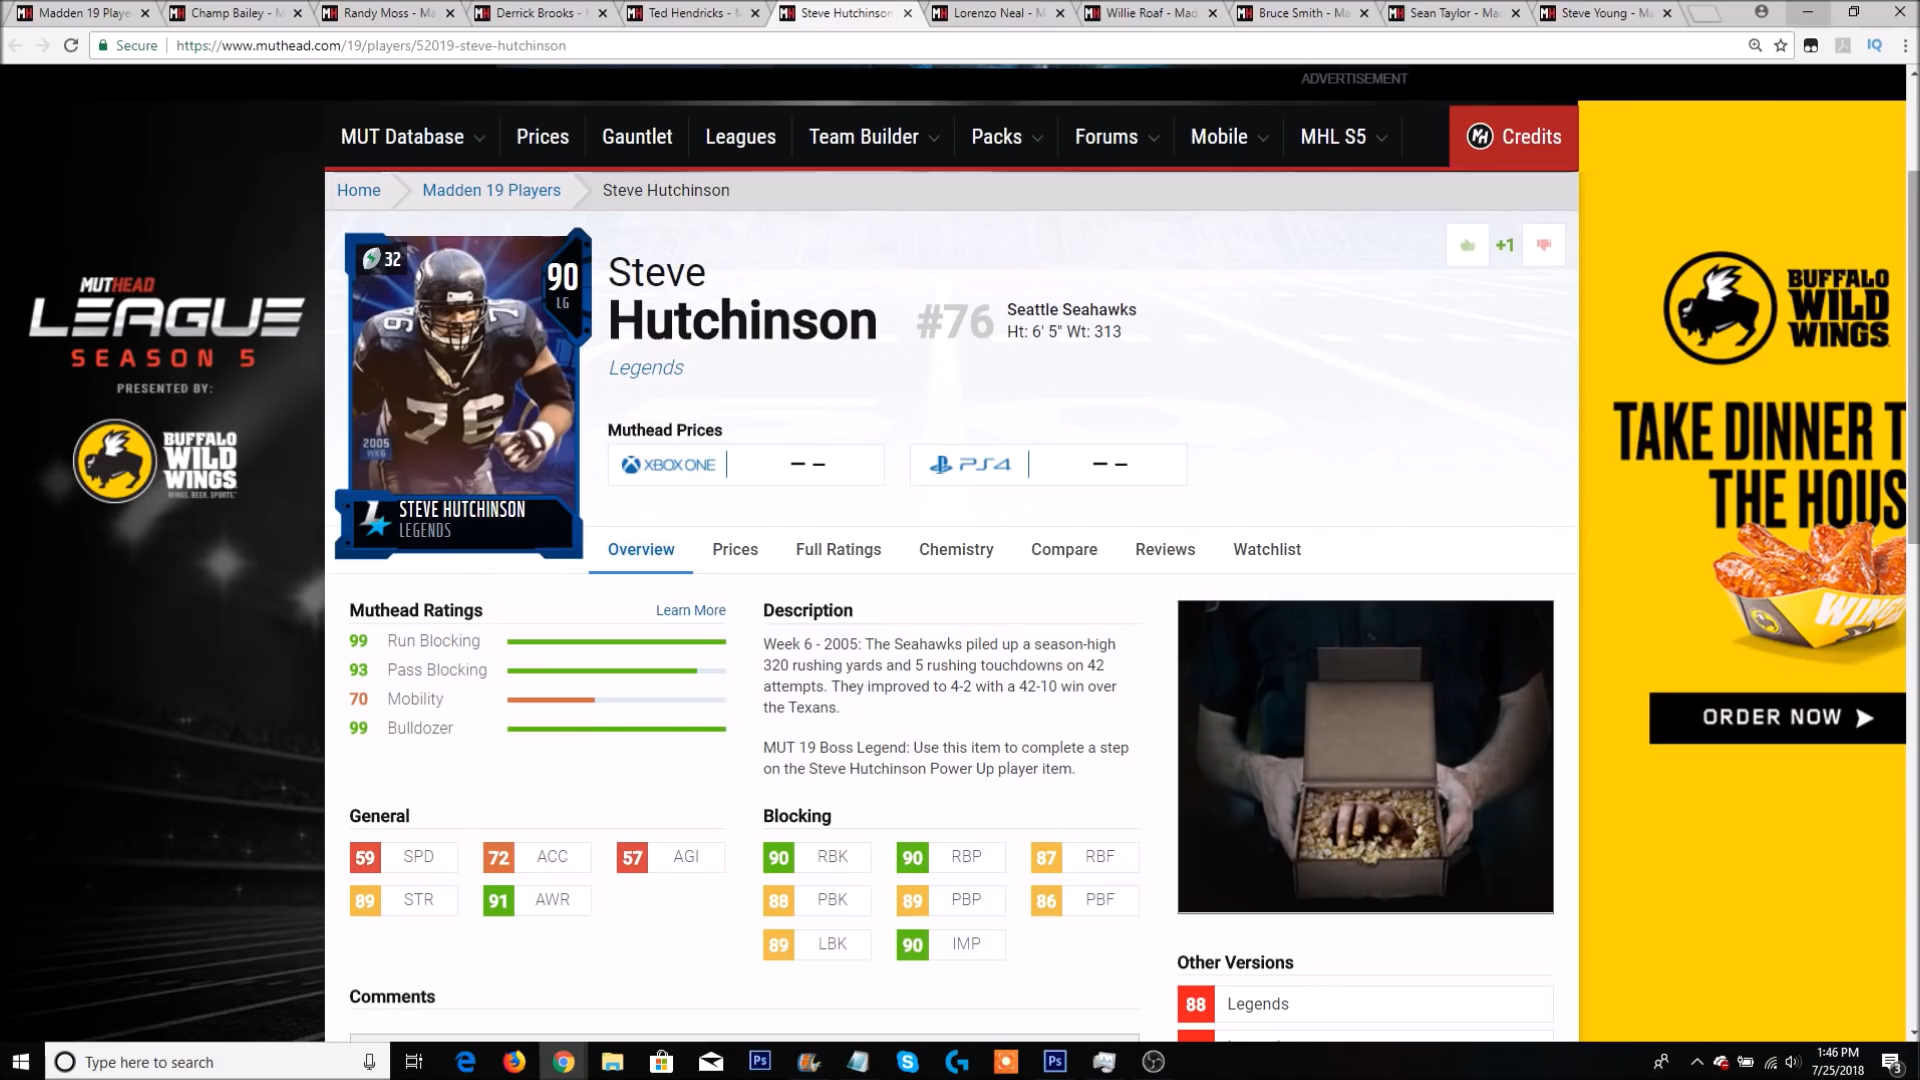 Madden 19 Playe
Champ Bailey -
Randy Moss - Ma
Derrick Brooks -
Ted Hendricks -
Steve Hutchinson
Lorenzo Neal - M
Willie Roaf - Mad
Bruce Smith - Ma
Sean Taylor - Ma
Steve Young - Ma
Secure
https://www.muthead.com/19/players/52019-steve-hutchinson
ADVERTISEMENT
MUT Database
Prices
Gauntlet
Leagues
Team Builder
Packs
Forums
Mobile
MHL S5
Credits
Home
Madden 19 Players
Steve Hutchinson
MUTHEAD
LEAGUE
SEASON 5
PRESENTED BY:
BUFFALO
WILD
WINGS
32
90
LG
76
2005
WK6
STEVE HUTCHINSON
LEGENDS
Steve
Hutchinson
#76
Seattle Seahawks
Ht: 6' 5" Wt: 313
Legends
+1
Muthead Prices
XBOX ONE
– –
PS4
– –
Overview
Prices
Full Ratings
Chemistry
Compare
Reviews
Watchlist
Muthead Ratings
Learn More
99 Run Blocking
93 Pass Blocking
70 Mobility
99 Bulldozer
Description
Week 6 - 2005: The Seahawks piled up a season-high
320 rushing yards and 5 rushing touchdowns on 42
attempts. They improved to 4-2 with a 42-10 win over
the Texans.
MUT 19 Boss Legend: Use this item to complete a step
on the Steve Hutchinson Power Up player item.
General
59 SPD
72 ACC
57 AGI
89 STR
91 AWR
Blocking
90 RBK
90 RBP
87 RBF
88 PBK
89 PBP
86 PBF
89 LBK
90 IMP
Comments
Other Versions
88 Legends
BUFFALO
WILD
WINGS
TAKE DINNER T
THE HOUS
ORDER NOW
Type here to search
1:46 PM
7/25/2018
3